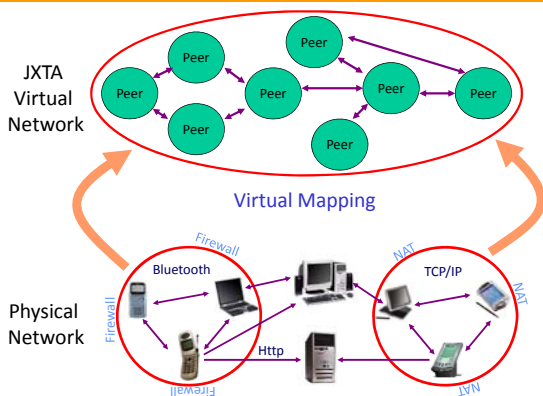 JXTA
Virtual
Network
Peer
Peer
Peer
Peer
Peer
Peer
Peer
Peer
Virtual Mapping
Physical
Network
Firewall
Firewall
Firewall
Bluetooth
Http
NAT
TCP/IP
NAT
NAT